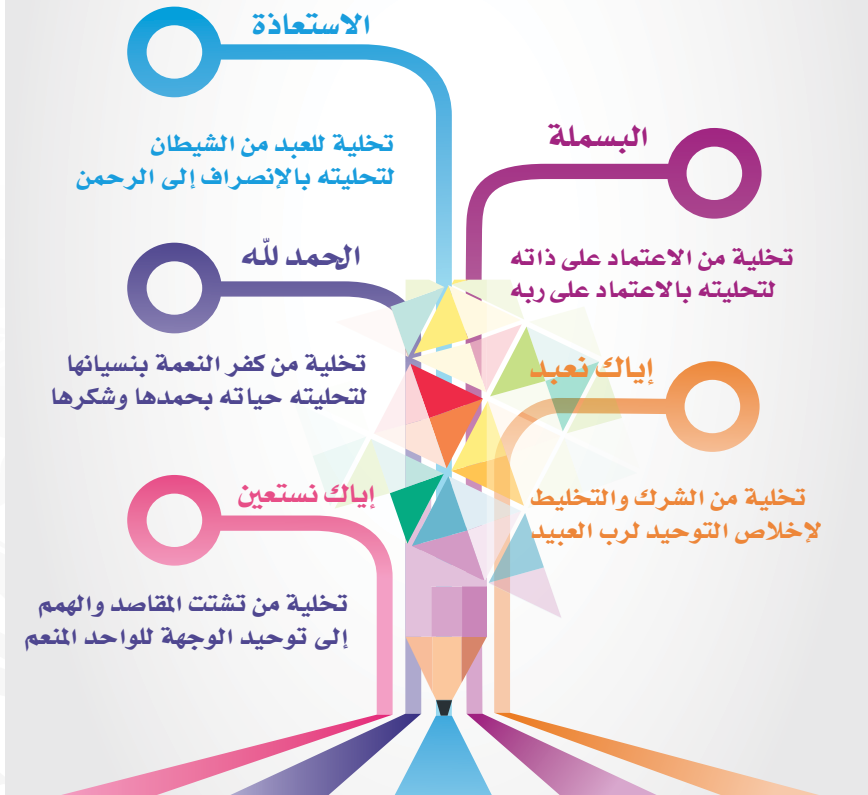 الاستعاذة
تخلية للعبد من الشيطان
لتحليته بالإنصراف إلى الرحمن
البسملة
تخلية من الاعتماد على ذاته
لتحليته بالاعتماد على ربه
الحمد لله
تخلية من كفر النعمة بنسيانها
لتحليته حياته بحمدها وشكرها
إياك نعبد
تخلية من الشرك والتخليط
لإخلاص التوحيد لرب العبيد
إياك نستعين
تخلية من تشتت المقاصد والهمم
إلى توحيد الوجهة للواحد المنعم